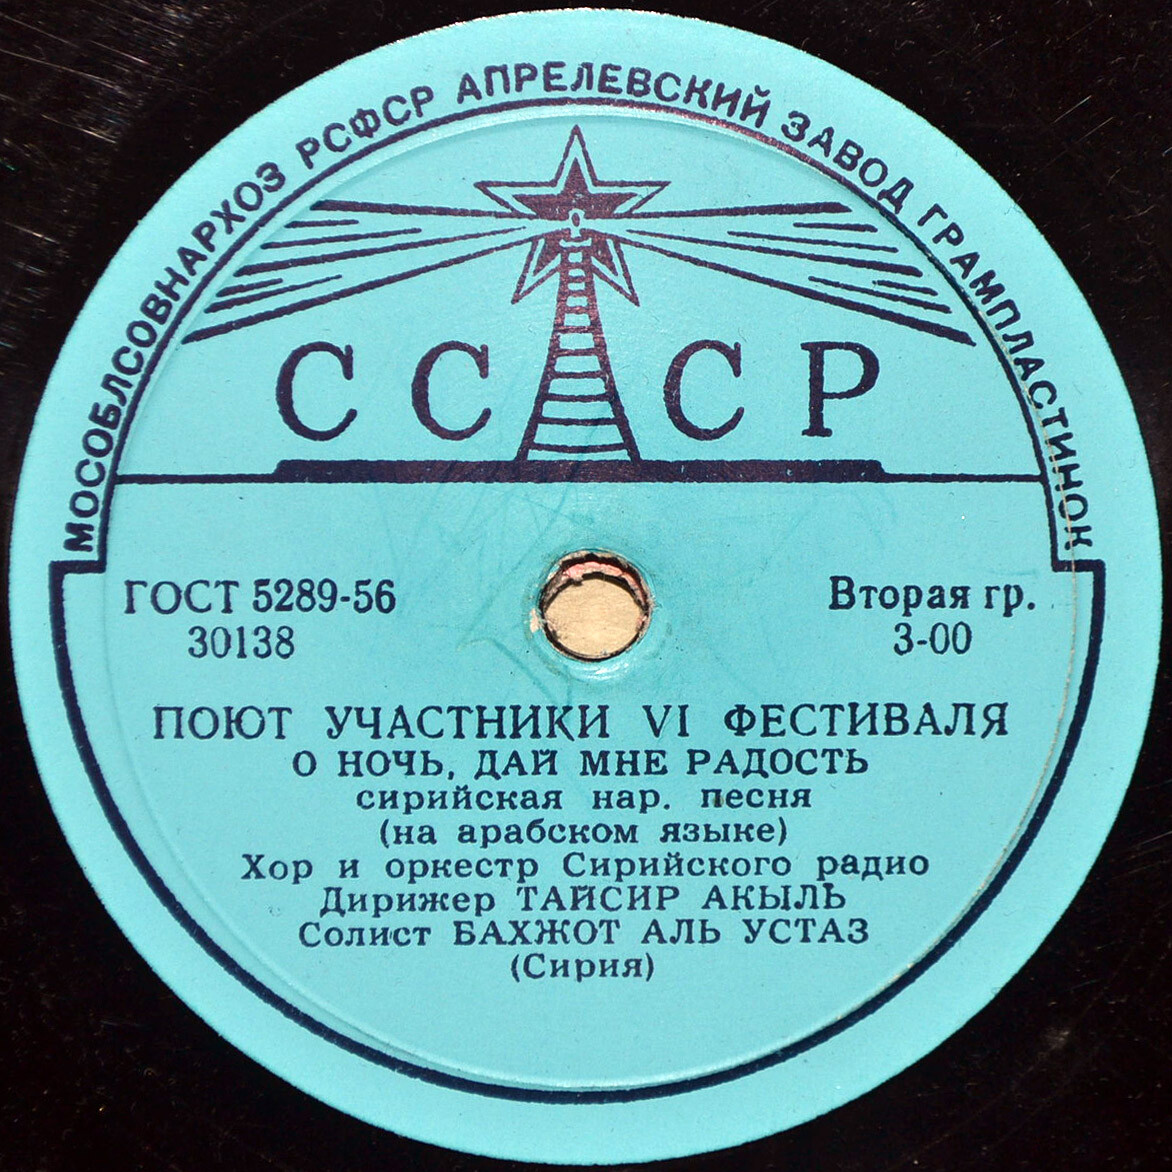 МОСОБЛСОВНАРХОЗ РСФСР АПРЕЛЕВСКИЙ ЗАВОД ГРАМПЛАСТИНОК
СССР
ГОСТ 5289-56
30138
Вторая гр.
3-00
ПОЮТ УЧАСТНИКИ VI ФЕСТИВАЛЯ
О НОЧЬ, ДАЙ МНЕ РАДОСТЬ
сирийская нар. песня
(на арабском языке)
Хор и оркестр Сирийского радио
Дирижер ТАЙСИР АКЫЛЬ
Солист БАХЖОТ АЛЬ УСТАЗ
(Сирия)